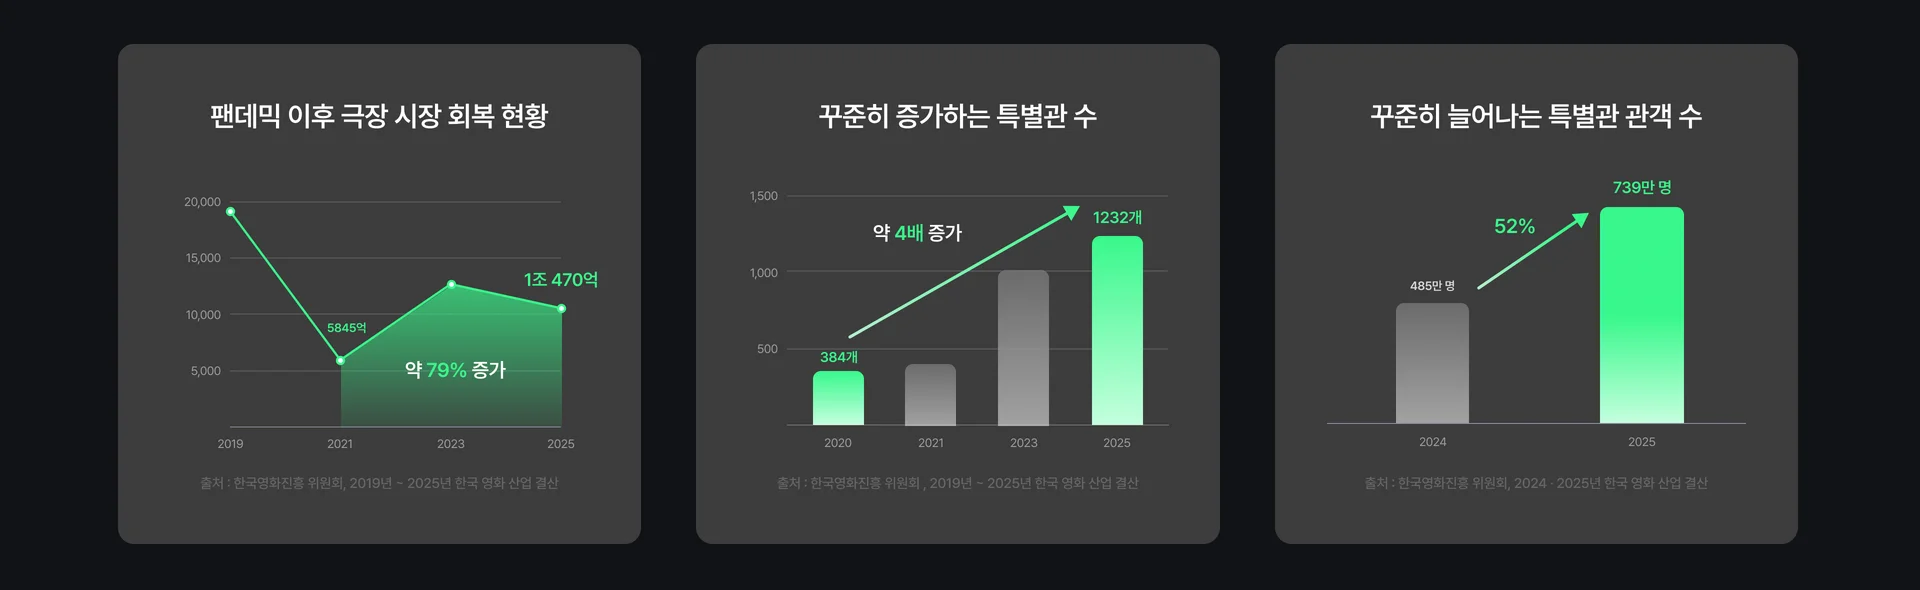 팬데믹 이후 극장 시장 회복 현황
20,000
15,000
10,000
5,000
5845억
1조 470억
약 79% 증가
2019
2021
2023
2025
출처 : 한국영화진흥 위원회, 2019년 ~ 2025년 한국 영화 산업 결산
꾸준히 증가하는 특별관 수
1,500
1,000
500
약 4배 증가
384개
1232개
2020
2021
2023
2025
출처 : 한국영화진흥 위원회 , 2019년 ~ 2025년 한국 영화 산업 결산
꾸준히 늘어나는 특별관 관객 수
739만 명
52%
485만 명
2024
2025
출처 : 한국영화진흥 위원회, 2024 · 2025년 한국 영화 산업 결산